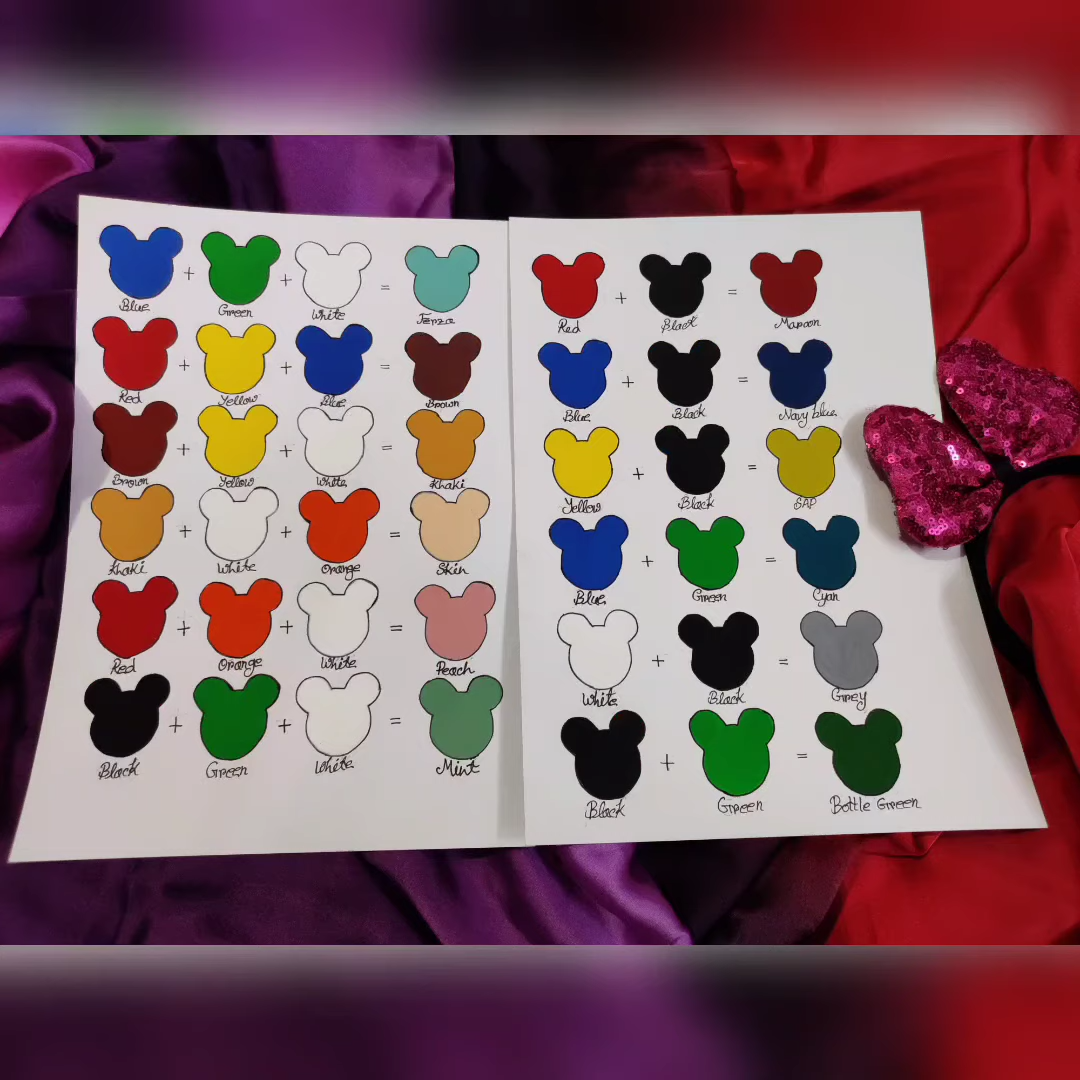 Blue + Green + White = Feroza
Red + Yellow + Blue = Brown
Brown + Yellow + White = Khaki
Khaki + White + Orange = Skin
Red + Orange + White = Peach
Black + Green + White = Mint
Red + Black = Maroon
Blue + Black = Navy blue
Yellow + Black = SAP
Blue + Green = Cyan
White + Black = Grey
Black + Green = Bottle Green